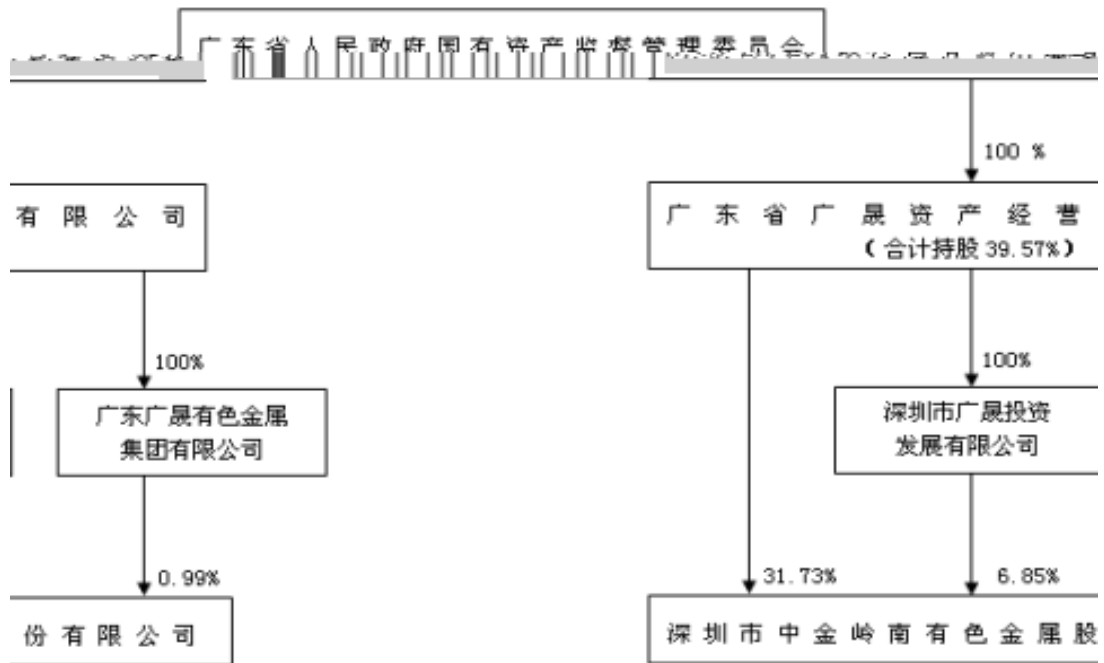 广东省人民政府国有资产监督管理委员会
100 %
有限公司
广东省广晟资产经营
(合计持股 39.57%)
100%
100%
广东广晟有色金属
集团有限公司
深圳市广晟投资
发展有限公司
0.99%
31.73%
6.85%
份有限公司
深圳市中金岭南有色金属股